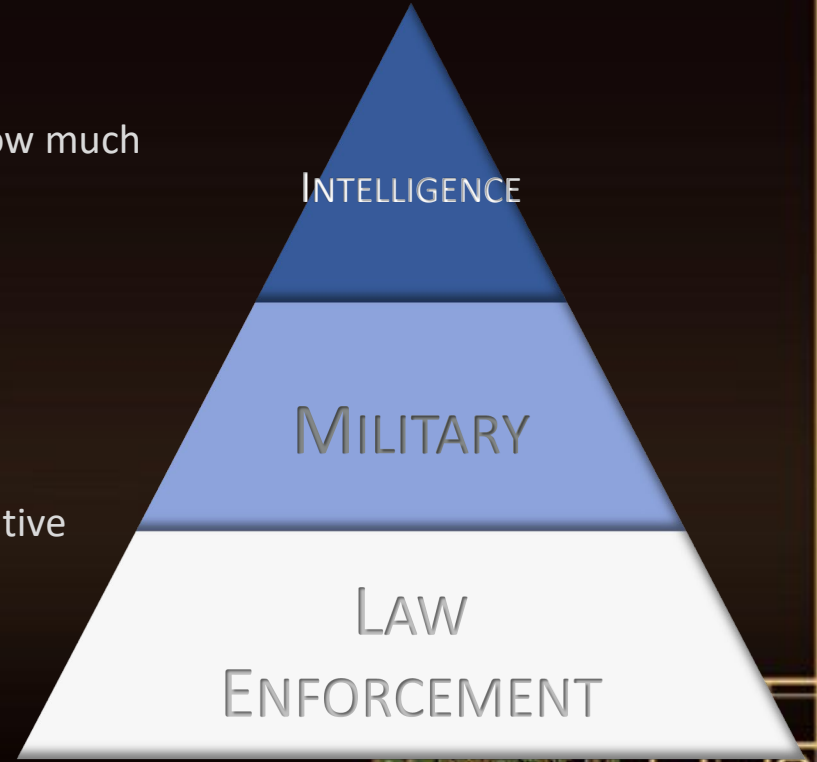 ow much
INTELLIGENCE
MILITARY
tive
LAW
ENFORCEMENT